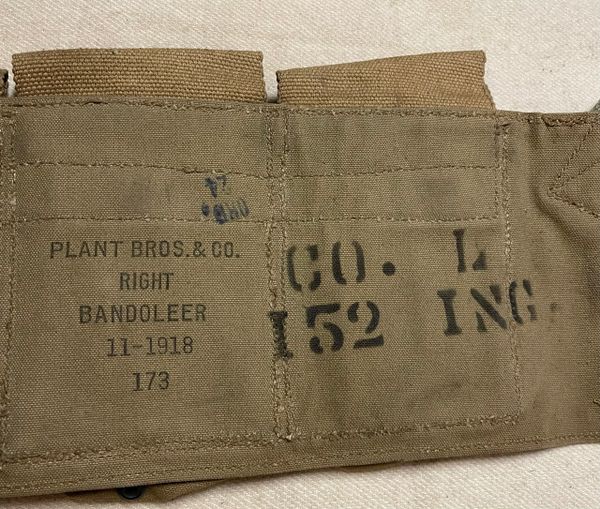 PLANT BROS. & CO.
RIGHT
BANDOLEER
11-1918
173
CO. L
152 ING.